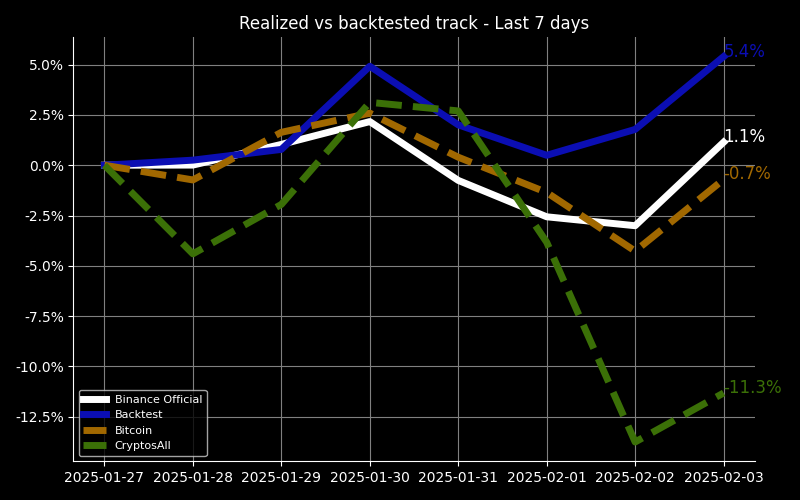 Realized vs backtested track - Last 7 days
5.0%
2.5%
0.0%
-2.5%
-5.0%
-7.5%
-10.0%
-12.5%
5.4%
1.1%
-0.7%
-11.3%
Binance Official
Backtest
Bitcoin
CryptosAll
2025-01-27 2025-01-28 2025-01-29 2025-01-30 2025-01-31 2025-02-01 2025-02-02 2025-02-03